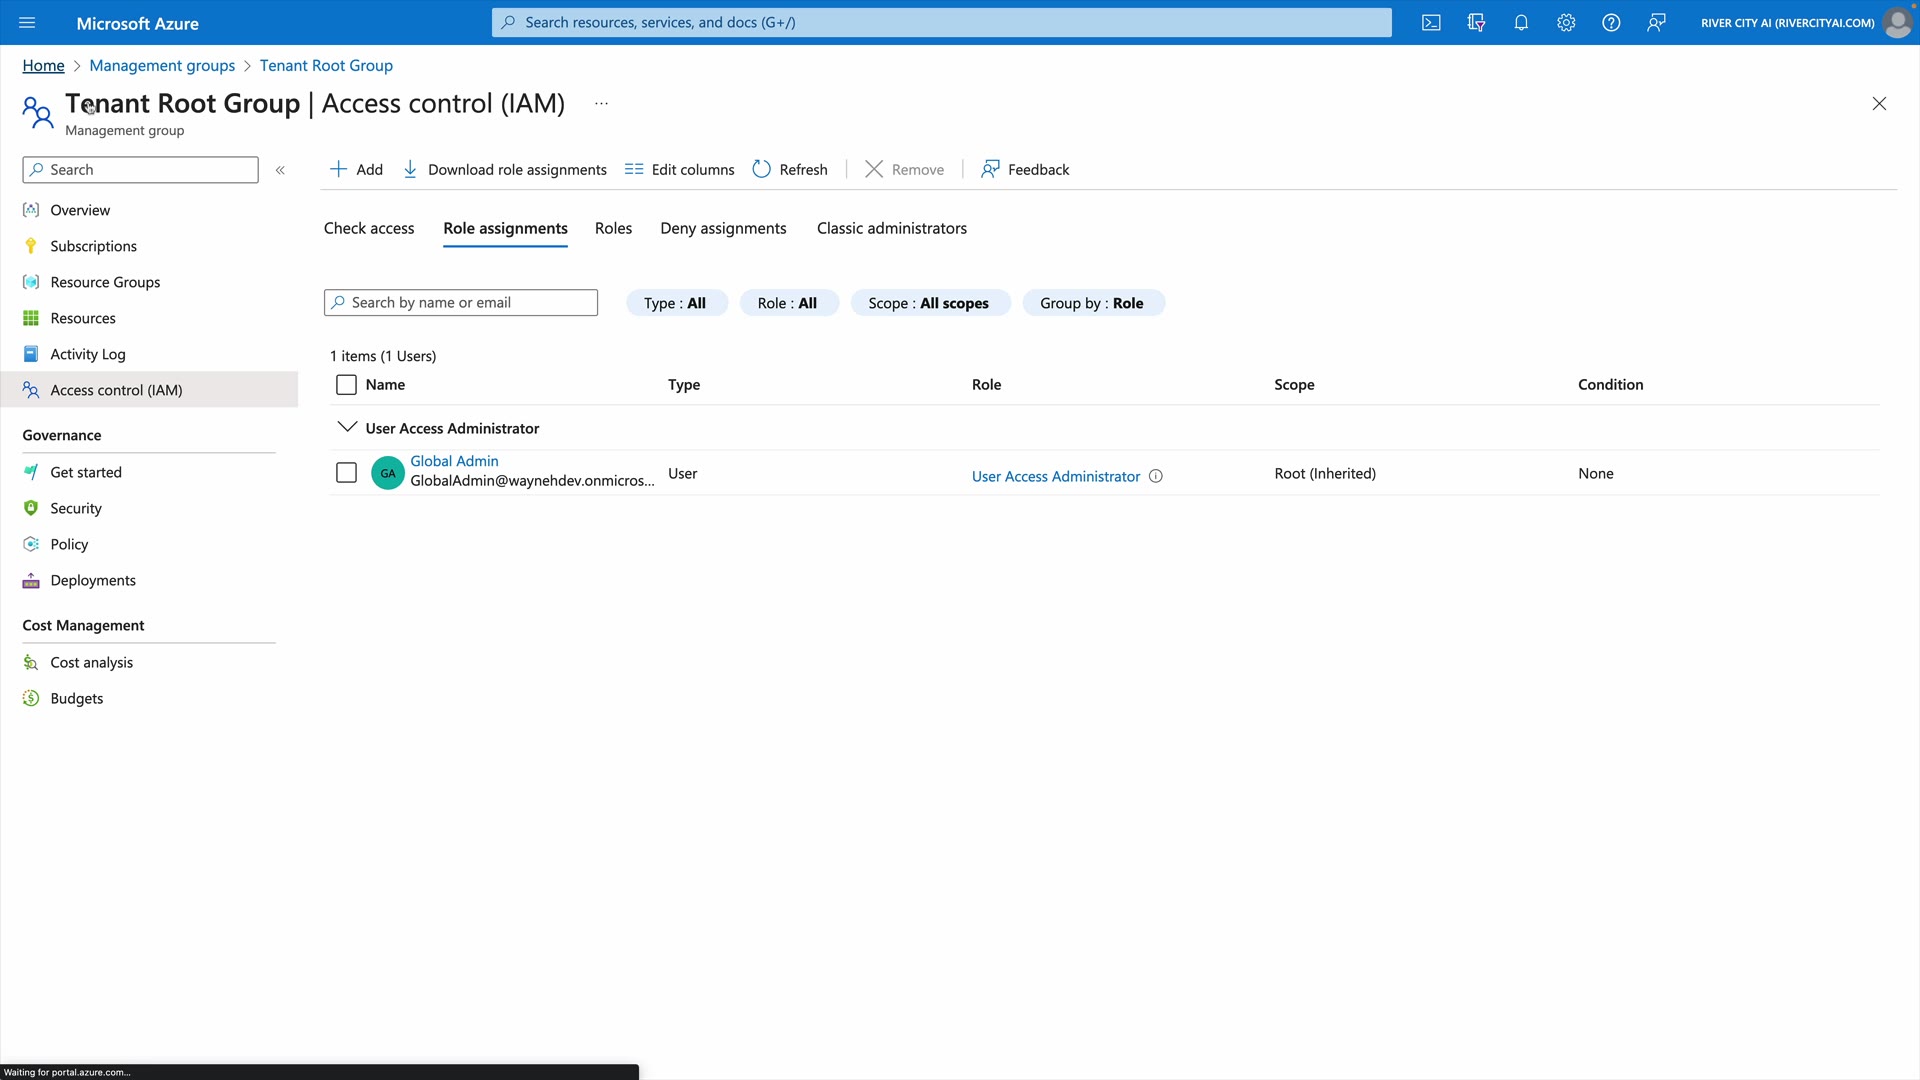 Microsoft Azure
Search resources, services, and docs (G+/)
RIVER CITY AI (RIVERCITYAI.COM)
Home > Management groups > Tenant Root Group
Tenant Root Group | Access control (IAM) ...
Management group
Search
«
Overview
Subscriptions
Resource Groups
Resources
Activity Log
Access control (IAM)
Governance
Get started
Security
Policy
Deployments
Cost Management
Cost analysis
Budgets
Add Download role assignments Edit columns Refresh Remove Feedback
Check access Role assignments Roles Deny assignments Classic administrators
Search by name or email Type : All Role : All Scope : All scopes Group by : Role
1 items (1 Users)
Name Type Role Scope Condition
User Access Administrator
GA Global Admin
GlobalAdmin@waynehdev.onmicros... User User Access Administrator Root (Inherited) None
Waiting for portal.azure.com...